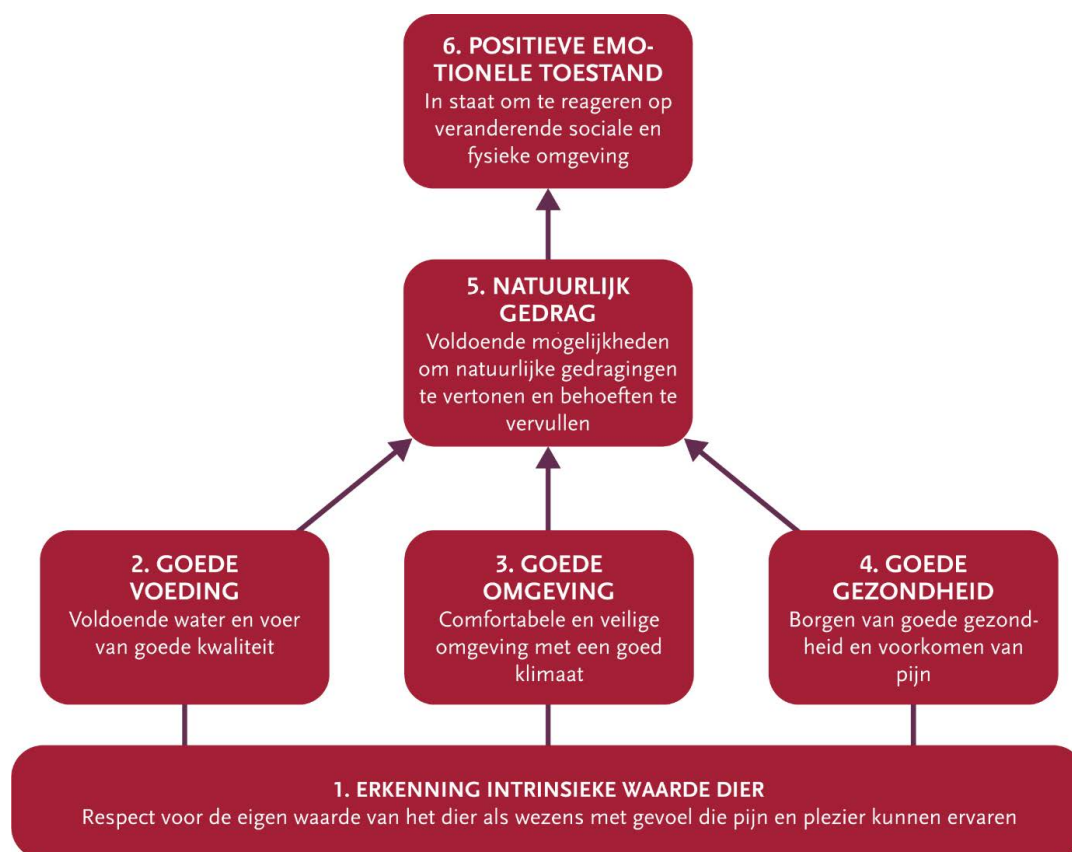 6. POSITIEVE EMO-
TIONELE TOESTAND
In staat om te reageren op
veranderende sociale en
fysieke omgeving
5. NATUURLIJK
GEDRAG
Voldoende mogelijkheden
om natuurlijke gedragingen
te vertonen en behoeften te
vervullen
2. GOEDE
VOEDING
Voldoende water en voer
van goede kwaliteit
3. GOEDE
OMGEVING
Comfortabele en veilige
omgeving met een goed
klimaat
4. GOEDE
GEZONDHEID
Borgen van goede gezond-
heid en voorkomen van
pijn
1. ERKENNING INTRINSIEKE WAARDE DIER
Respect voor de eigen waarde van het dier als wezens met gevoel die pijn en plezier kunnen ervaren